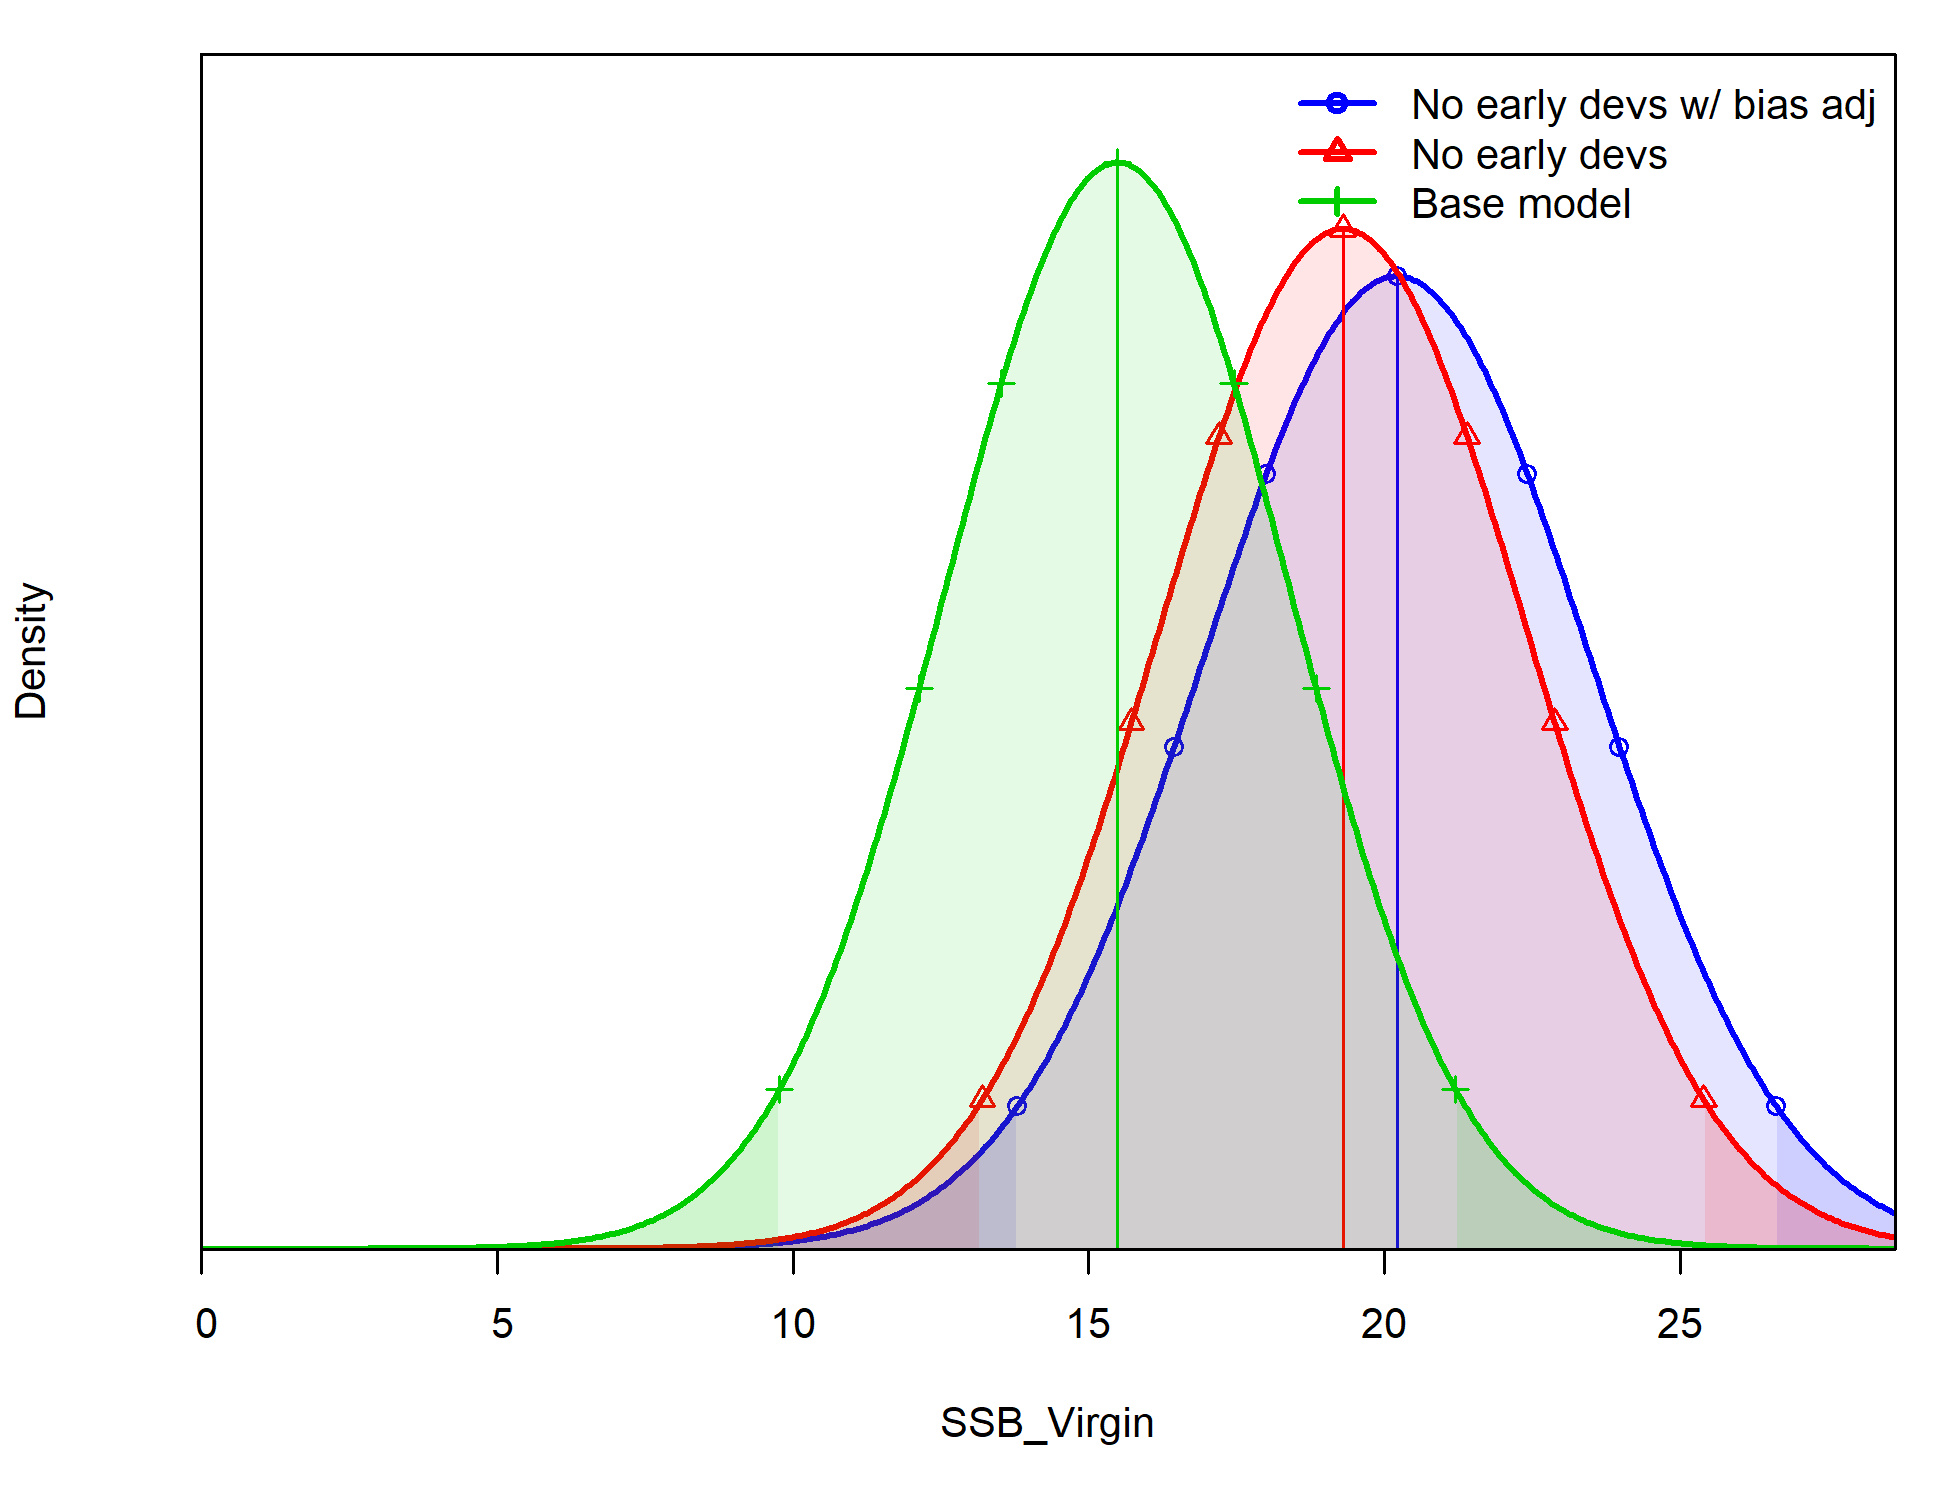 No early devs w/ bias adj
No early devs
Base model
Density
0 5 10 15 20 25
SSB_Virgin